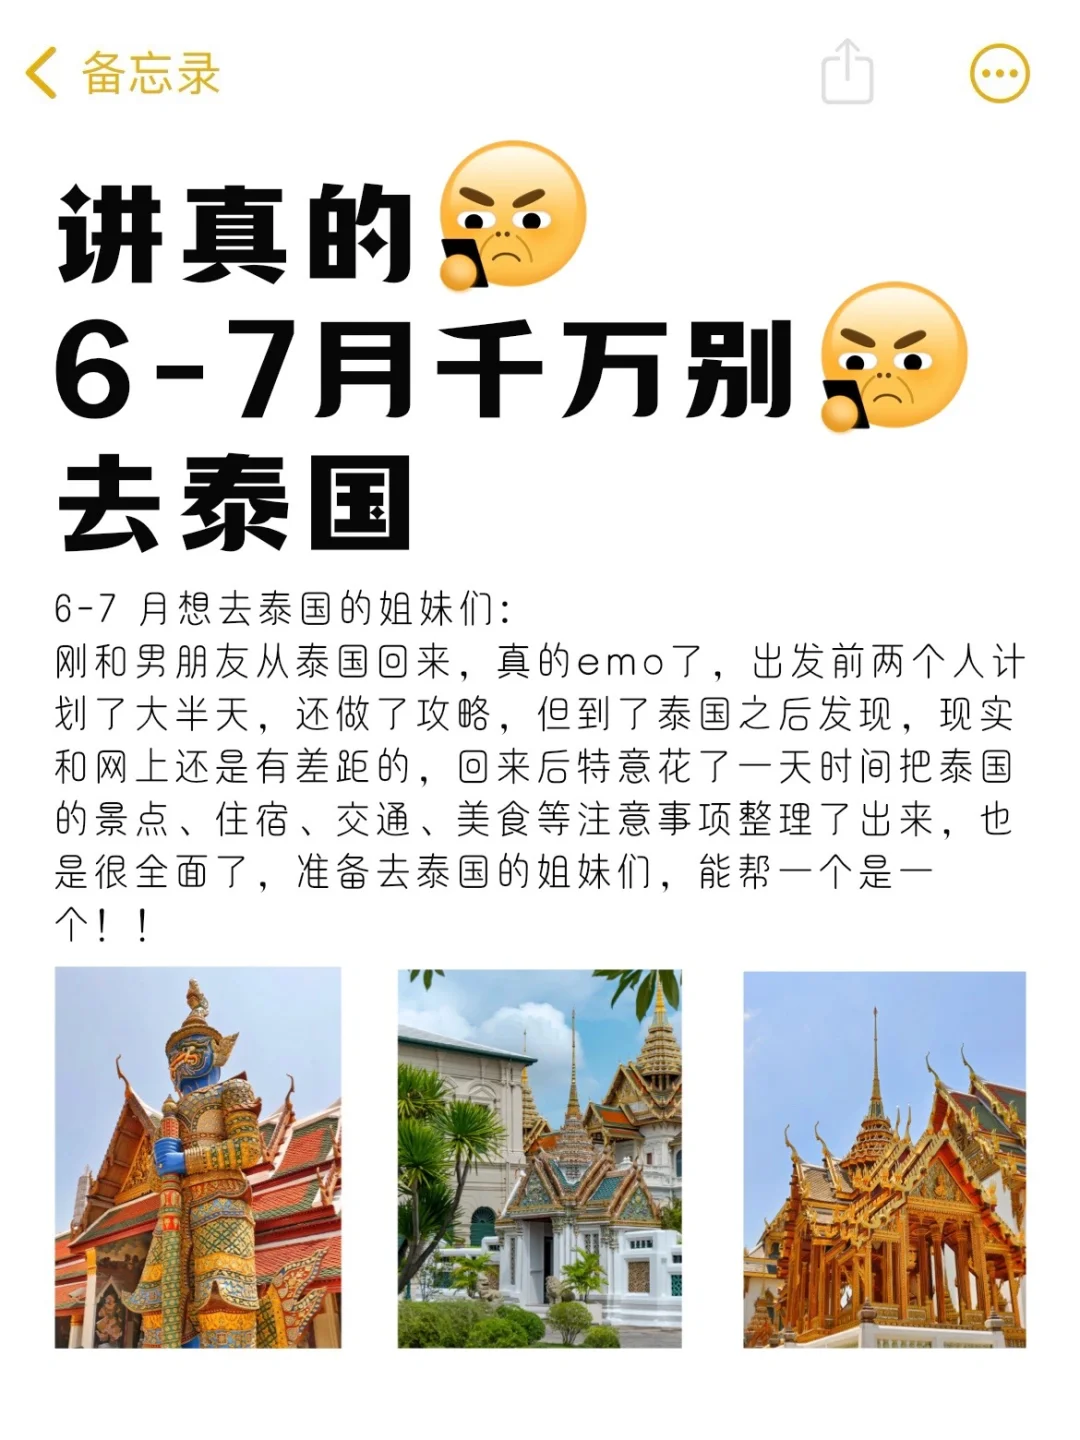 备忘录
讲真的
6-7月千万别
去泰国
6-7 月想去泰国的姐妹们：
刚和男朋友从泰国回来，真的emo了，出发前两个人计
划了大半天，还做了攻略，但到了泰国之后发现，现实
和网上还是有差距的，回来后特意花了一天时间把泰国
的景点、住宿、交通、美食等注意事项整理了出来，也
是很全面了，准备去泰国的姐妹们，能帮一个是一
个！！